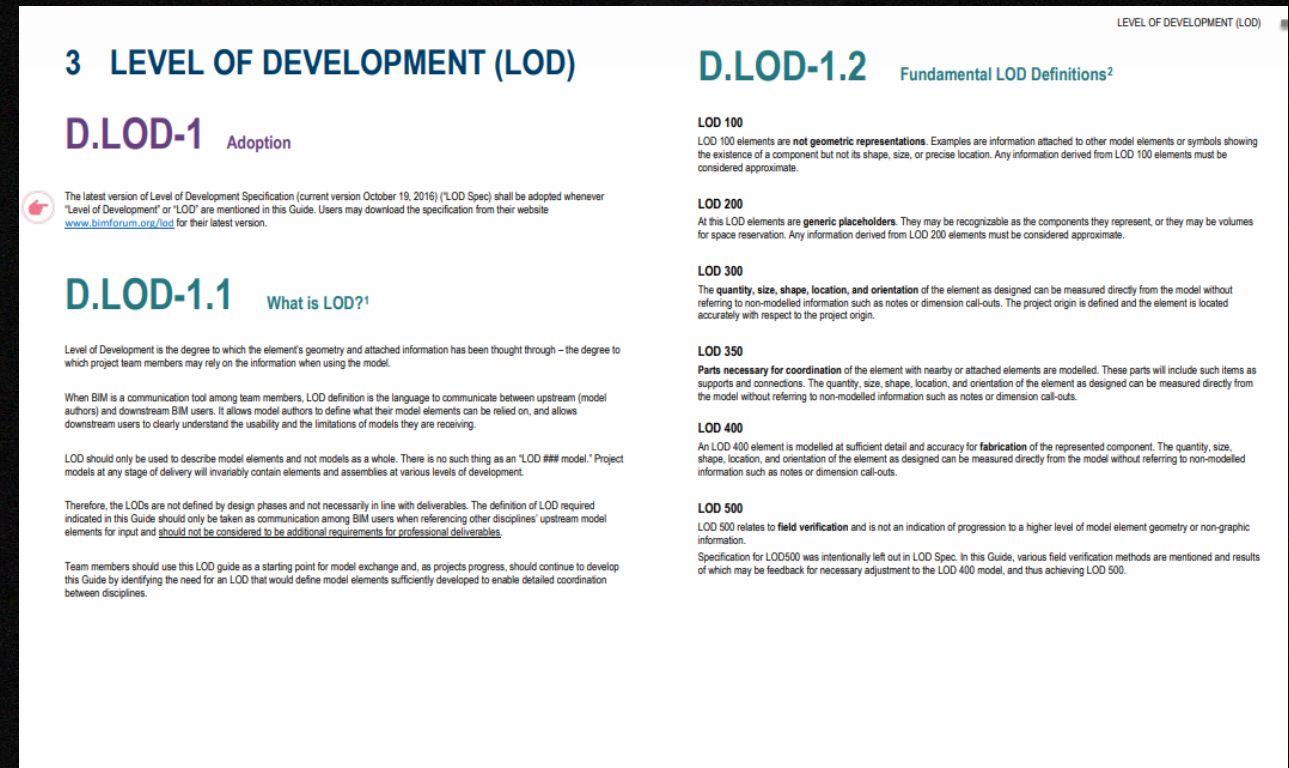 LEVEL OF DEVELOPMENT (LOD)
3 LEVEL OF DEVELOPMENT (LOD)
D.LOD-1 Adoption
The latest version of Level of Development Specification (current version October 19, 2016) (“LOD Spec) shall be adopted whenever
“Level of Development” or “LOD” are mentioned in this Guide. Users may download the specification from their website
www.bimforum.org/lod for their latest version.
D.LOD-1.1 What is LOD?¹
Level of Development is the degree to which the element’s geometry and attached information has been thought through – the degree to
which project team members may rely on the information when using the model.
When BIM is a communication tool among team members, LOD definition is the language to communicate between upstream (model
authors) and downstream BIM users. It allows model authors to define what their model elements can be relied on, and allows
downstream users to clearly understand the usability and the limitations of models they are receiving.
LOD should only be used to describe model elements and not models as a whole. There is no such thing as an “LOD ### model.” Project
models at any stage of delivery will invariably contain elements and assemblies at various levels of development.
Therefore, the LODs are not defined by design phases and not necessarily in line with deliverables. The definition of LOD required
indicated in this Guide should only be taken as communication among BIM users when referencing other disciplines’ upstream model
elements for input and should not be considered to be additional requirements for professional deliverables.
Team members should use this LOD guide as a starting point for model exchange and, as projects progress, should continue to develop
this Guide by identifying the need for an LOD that would define model elements sufficiently developed to enable detailed coordination
between disciplines.
D.LOD-1.2 Fundamental LOD Definitions²
LOD 100
LOD 100 elements are not geometric representations. Examples are information attached to other model elements or symbols showing
the existence of a component but not its shape, size, or precise location. Any information derived from LOD 100 elements must be
considered approximate.
LOD 200
At this LOD elements are generic placeholders. They may be recognizable as the components they represent, or they may be volumes
for space reservation. Any information derived from LOD 200 elements must be considered approximate.
LOD 300
The quantity, size, shape, location, and orientation of the element as designed can be measured directly from the model without
referring to non-modelled information such as notes or dimension call-outs. The project origin is defined and the element is located
accurately with respect to the project origin.
LOD 350
Parts necessary for coordination of the element with nearby or attached elements are modelled. These parts will include such items as
supports and connections. The quantity, size, shape, location, and orientation of the element as designed can be measured directly from
the model without referring to non-modelled information such as notes or dimension call-outs.
LOD 400
An LOD 400 element is modelled at sufficient detail and accuracy for fabrication of the represented component. The quantity, size,
shape, location, and orientation of the element as designed can be measured directly from the model without referring to non-modelled
information such as notes or dimension call-outs.
LOD 500
LOD 500 relates to field verification and is not an indication of progression to a higher level of model element geometry or non-graphic
information.
Specification for LOD500 was intentionally left out in LOD Spec. In this Guide, various field verification methods are mentioned and results
of which may be feedback for necessary adjustment to the LOD 400 model, and thus achieving LOD 500.